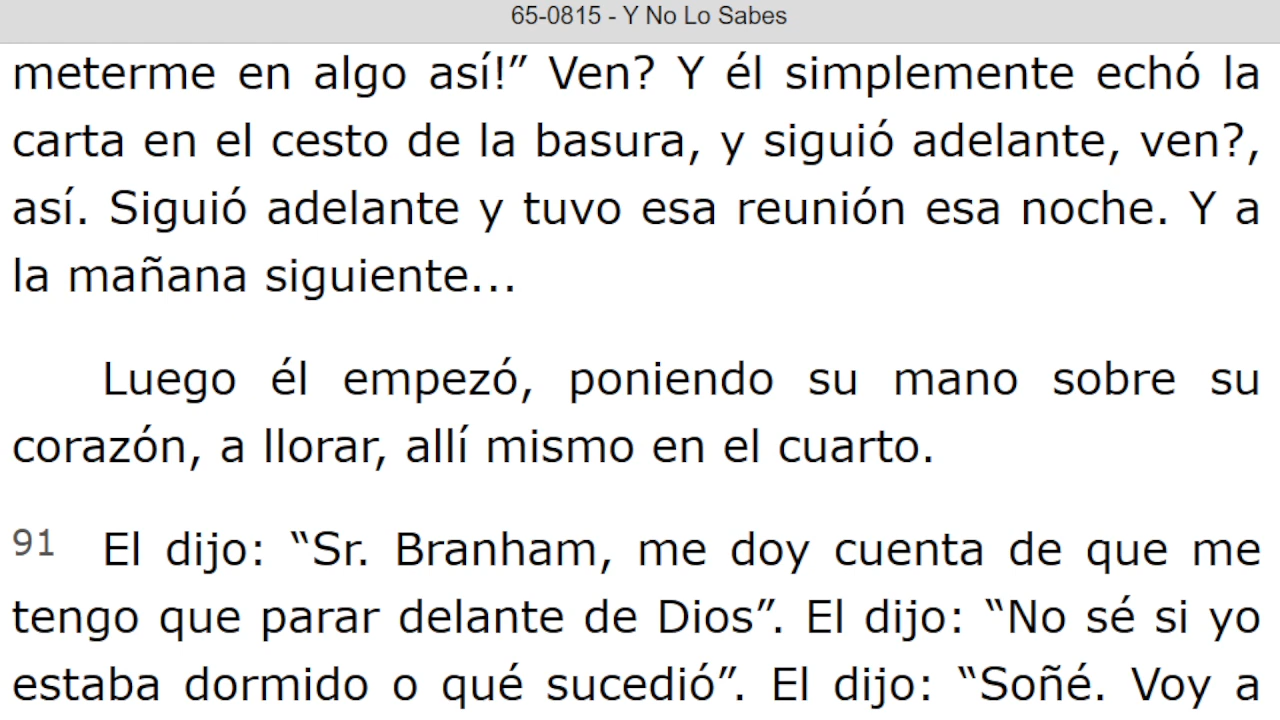 65-0815 - Y No Lo Sabes
meterme en algo así!” Ven? Y él simplemente echó la
carta en el cesto de la basura, y siguió adelante, ven?,
así. Siguió adelante y tuvo esa reunión esa noche. Y a
la mañana siguiente...
Luego él empezó, poniendo su mano sobre su
corazón, a llorar, allí mismo en el cuarto.
91 El dijo: “Sr. Branham, me doy cuenta de que me
tengo que parar delante de Dios”. El dijo: “No sé si yo
estaba dormido o qué sucedió”. El dijo: “Soñé. Voy a